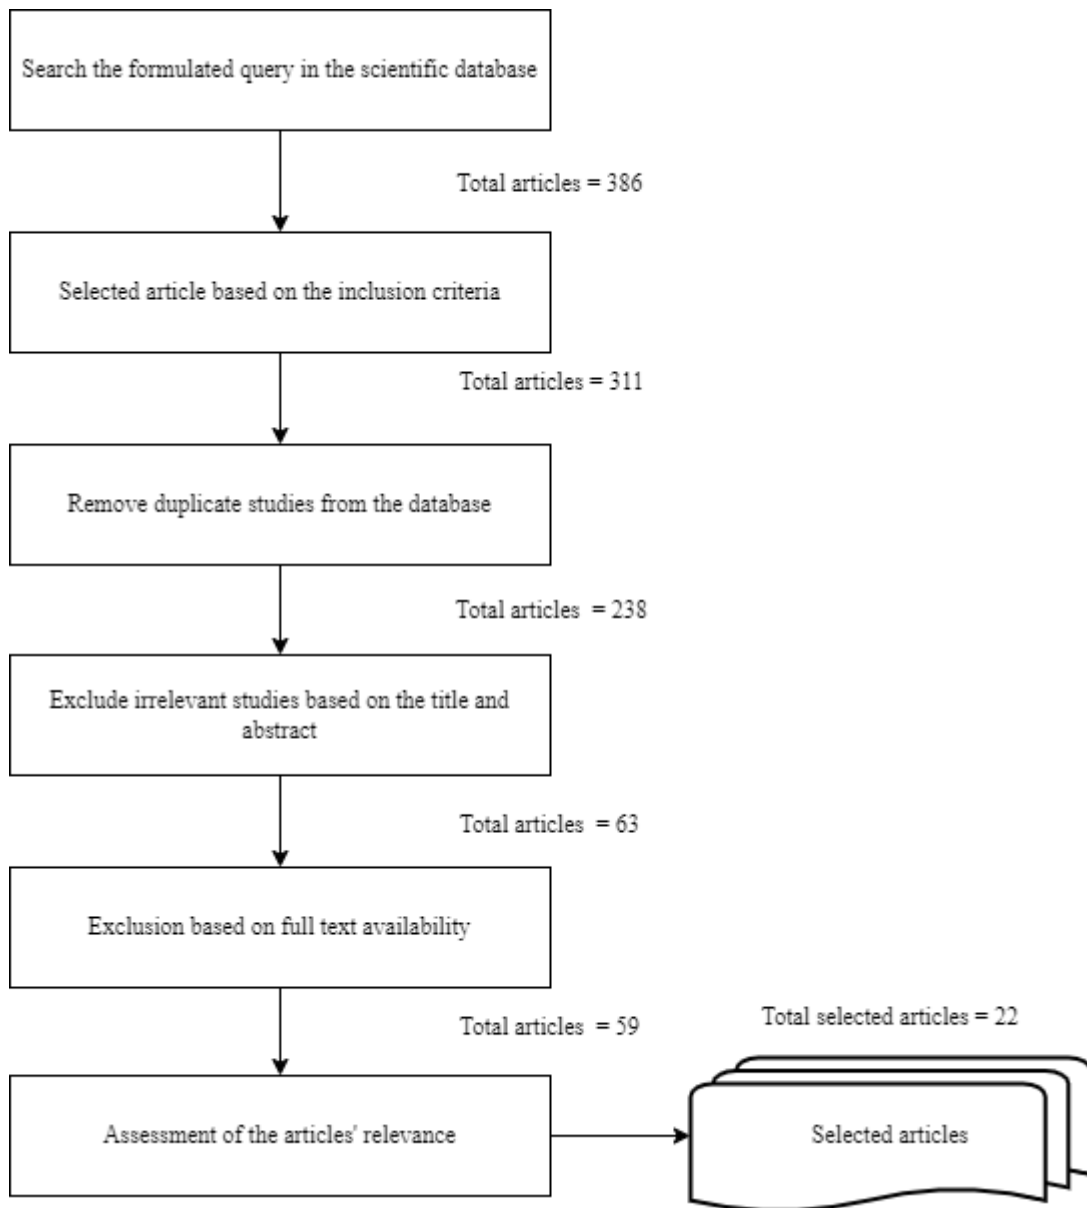 Search the formulated query in the scientific database
Total articles = 386
Selected article based on the inclusion criteria
Total articles = 311
Remove duplicate studies from the database
Total articles = 238
Exclude irrelevant studies based on the title and
abstract
Total articles = 63
Exclusion based on full text availability
Total articles = 59
Total selected articles = 22
Assessment of the articles' relevance
Selected articles